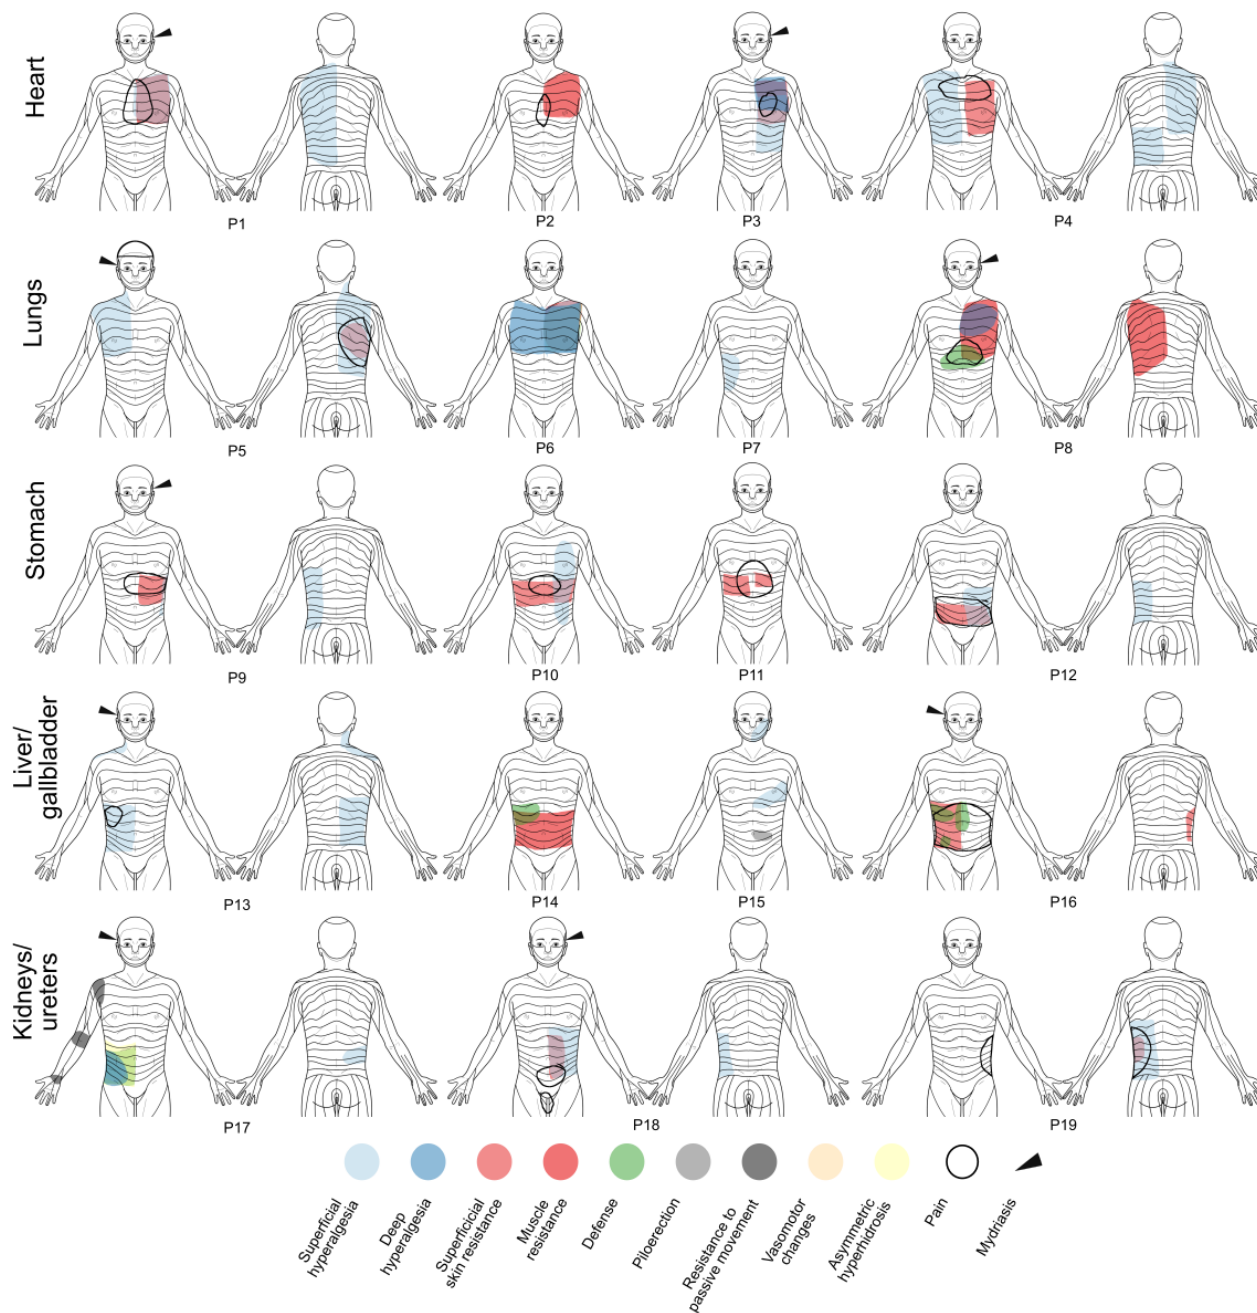 Heart
P1
P2
P3
P4
Lungs
P5
P6
P7
P8
Stomach
P9
P10
P11
P12
Liver/
gallbladder
P13
P14
P15
P16
Kidneys/
ureters
P17
P18
P19
Superficial
hyperalgesia
Deep
hyperalgesia
Superficicial
skin resistance
Muscle
resistance
Defense
Piloerection
Resistance to
passive movement
Vasomotor
changes
Asymmetric
hyperhidrosis
Pain
Mydriasis